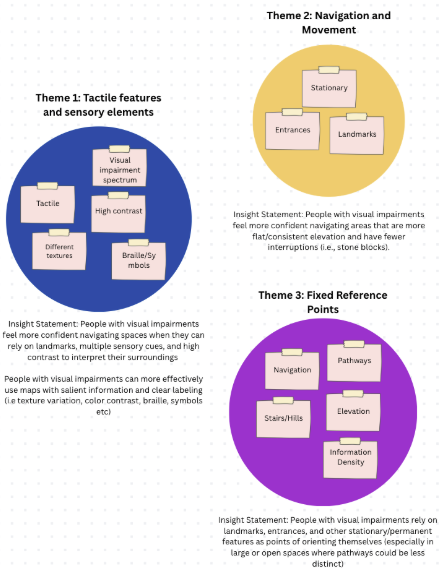 Theme 1: Tactile features
and sensory elements
Visual
impairment
spectrum
Tactile
High contrast
Different
textures
Braille/Sy
mbols
Insight Statement: People with visual impairments
feel more confident navigating spaces when they can
rely on landmarks, multiple sensory cues, and high
contrast to interpret their surroundings
People with visual impairments can more effectively
use maps with salient information and clear labeling
(i.e texture variation, color contrast, braille, symbols
etc)
Theme 2: Navigation and
Movement
Stationary
Entrances
Landmarks
Insight Statement: People with visual impairments
feel more confident navigating areas that are more
flat/consistent elevation and have fewer
interruptions (i.e., stone blocks).
Theme 3: Fixed Reference
Points
Navigation
Pathways
Stairs/Hills
Elevation
Information
Density
Insight Statement: People with visual impairments rely on
landmarks, entrances, and other stationary/permanent
features as points of orienting themselves (especially in
large or open spaces where pathways could be less
distinct)